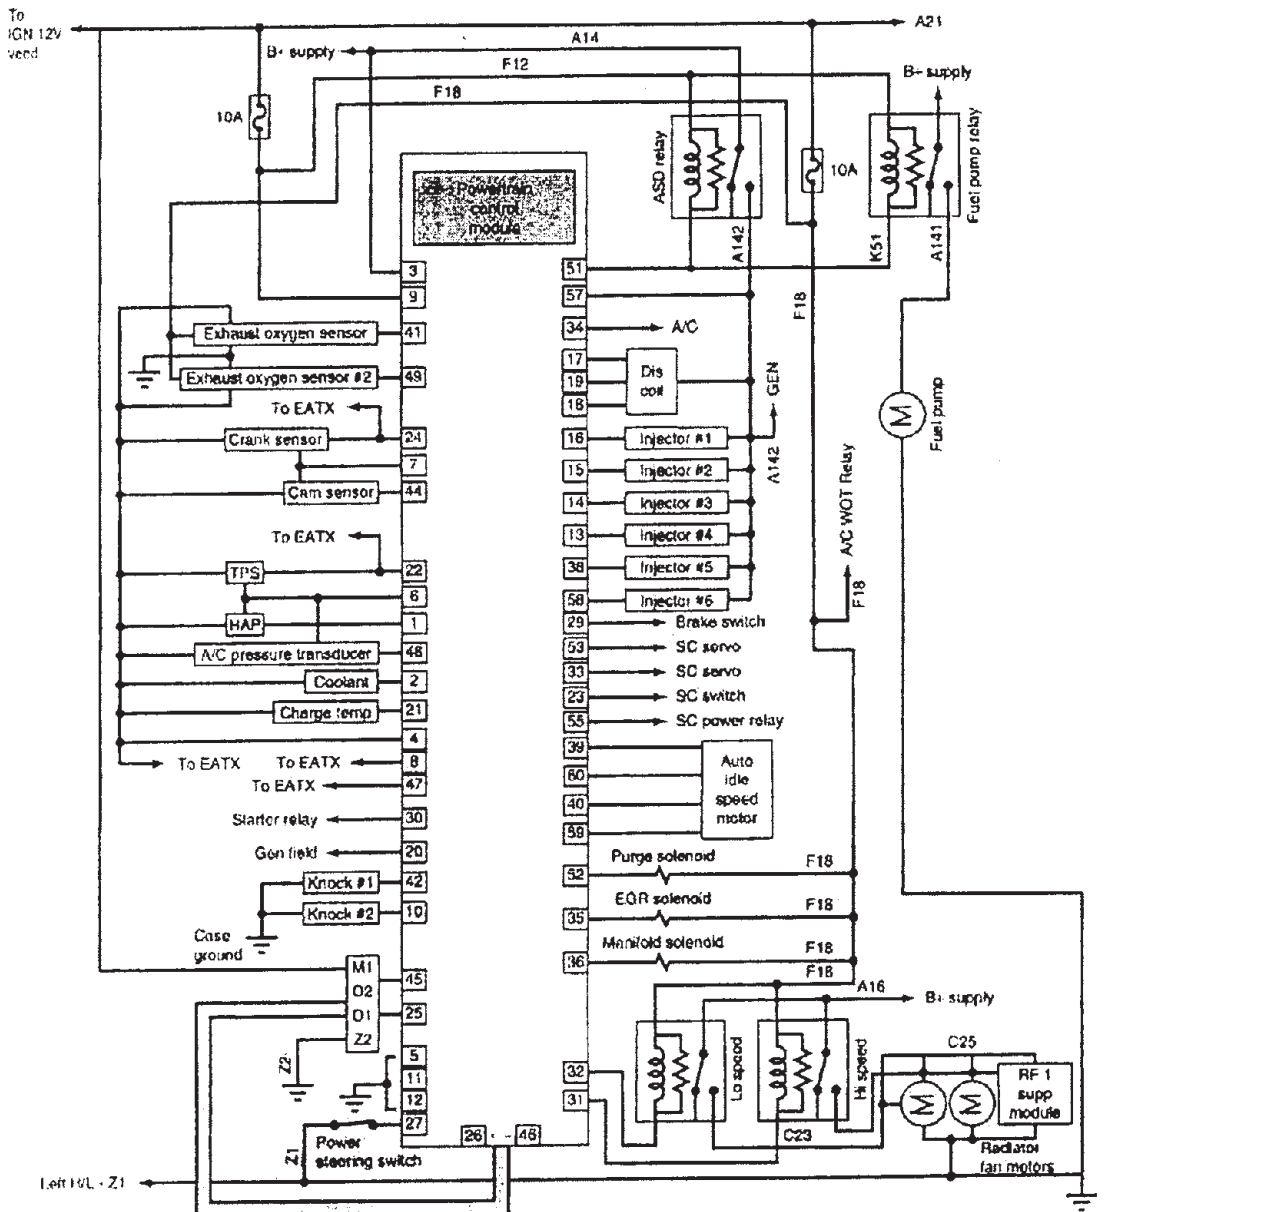 To
IGN 12V
A21
A14
B+ supply
F12
B+ supply
F18
10A
ASD relay
10A
Fuel pump relay
Powertrain
control
module
A142
K51
A141
3
51
9
57
F18
Exhaust oxygen sensor
41
34
A/C
Exhaust oxygen sensor #2
49
17
19
18
Dis
coil
GEN
To EATX
Crank sensor
24
16
Injector #1
M
Fuel pump
7
15
Injector #2
A142
Cam sensor
44
14
Injector #3
A/C WOT Relay
To EATX
13
Injector #4
TPS
22
38
Injector #5
6
58
Injector #6
F18
HAP
1
29
Brake switch
A/C pressure transducer
48
53
SC servo
Coolant
2
33
SC servo
Charge temp
21
23
SC switch
4
55
SC power relay
To EATX
To EATX
8
39
To EATX
47
60
Starter relay
30
40
Gen field
20
59
Auto
idle
speed
motor
Knock #1
42
52
Purge solenoid
F18
Knock #2
10
35
EGR solenoid
F18
Case
ground
36
Manifold solenoid
F18
F18
M1
O2
O1
Z2
45
25
A16
B+ supply
Z2
5
11
12
32
31
Lo speed
Hi speed
C25
M
M
RF 1
supp
module
27
Power
steering switch
Z1
26
46
C23
Radiator
fan motors
Left H/L - Z1